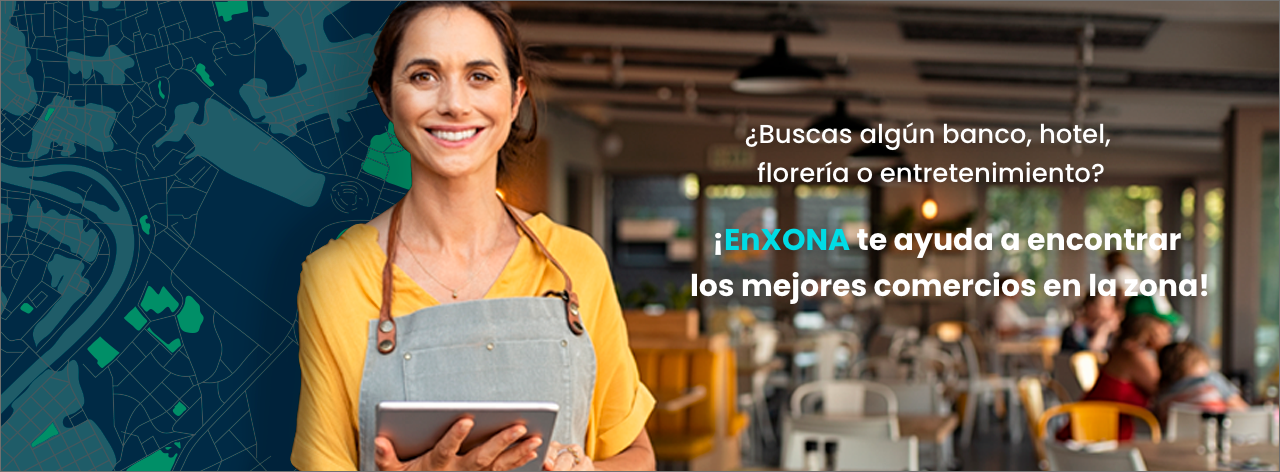 ¿Buscas algún banco, hotel,
florería o entretenimiento?
¡EnXONA te ayuda a encontrar
los mejores comercios en la zona!